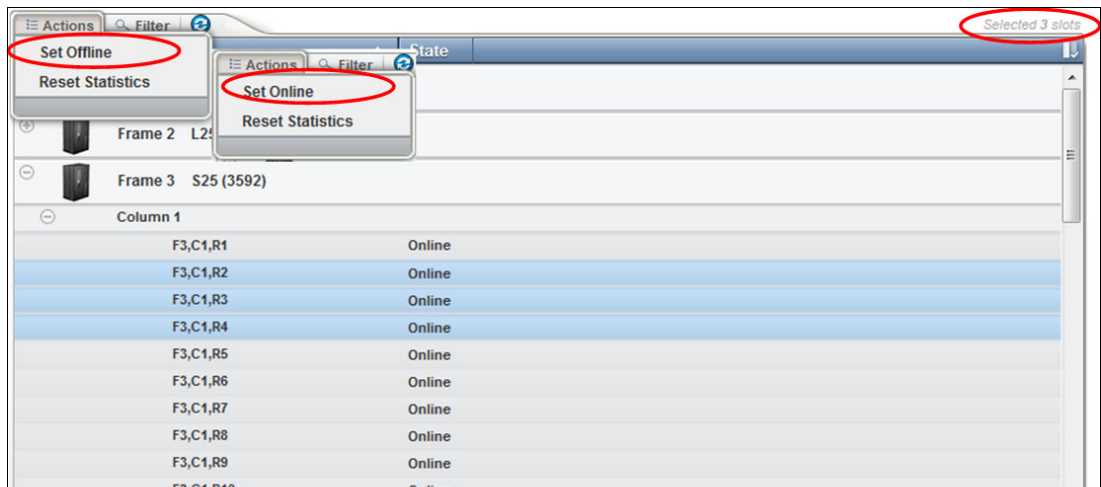 Actions Filter Selected 3 slots
Set Offline State
Reset Statistics
Actions Filter
Set Online
Reset Statistics
Frame 2 L25
Frame 3 S25 (3592)
Column 1
F3,C1,R1 Online
F3,C1,R2 Online
F3,C1,R3 Online
F3,C1,R4 Online
F3,C1,R5 Online
F3,C1,R6 Online
F3,C1,R7 Online
F3,C1,R8 Online
F3,C1,R9 Online